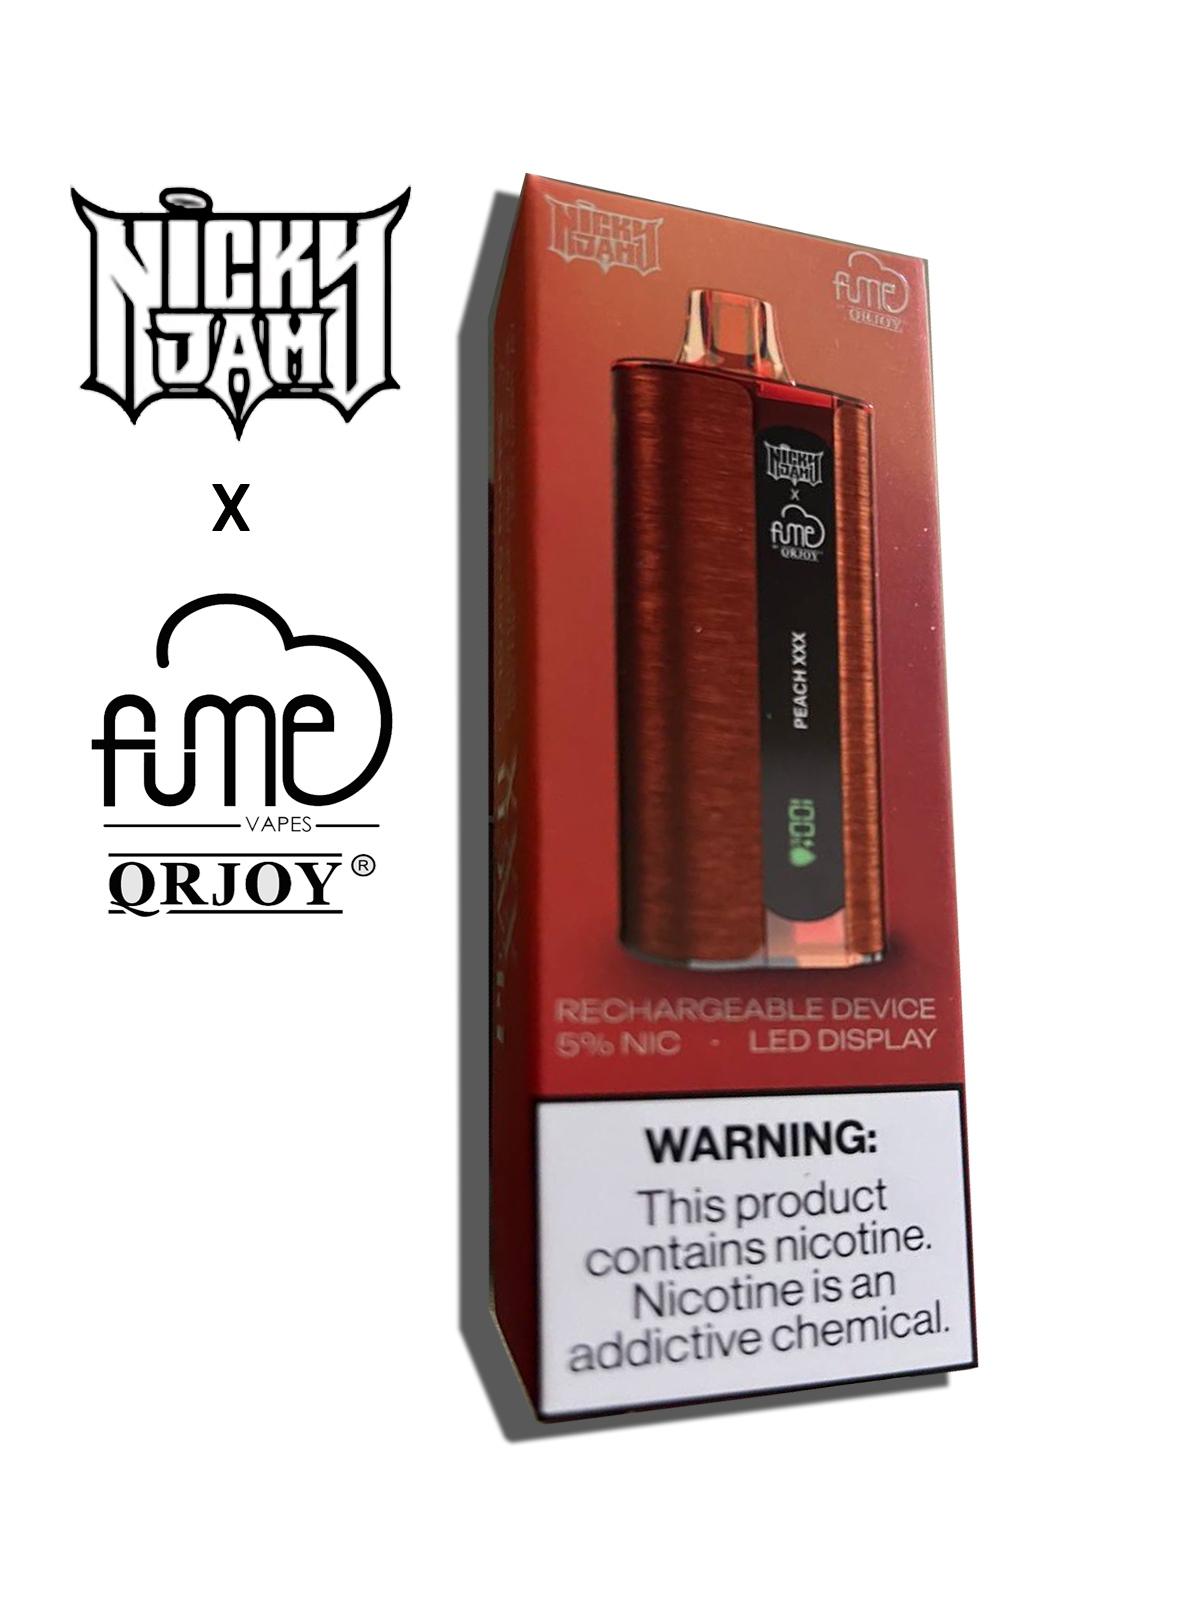 NICKY
JAM
X
fume
VAPES
QRJOY®
NICKY
JAM
fume
QRJOY
NICKY
JAM
X
fume
QRJOY
PEACH XXX
100%
RECHARGEABLE DEVICE
5% NIC · LED DISPLAY
WARNING:
This product
contains nicotine.
Nicotine is an
addictive chemical.